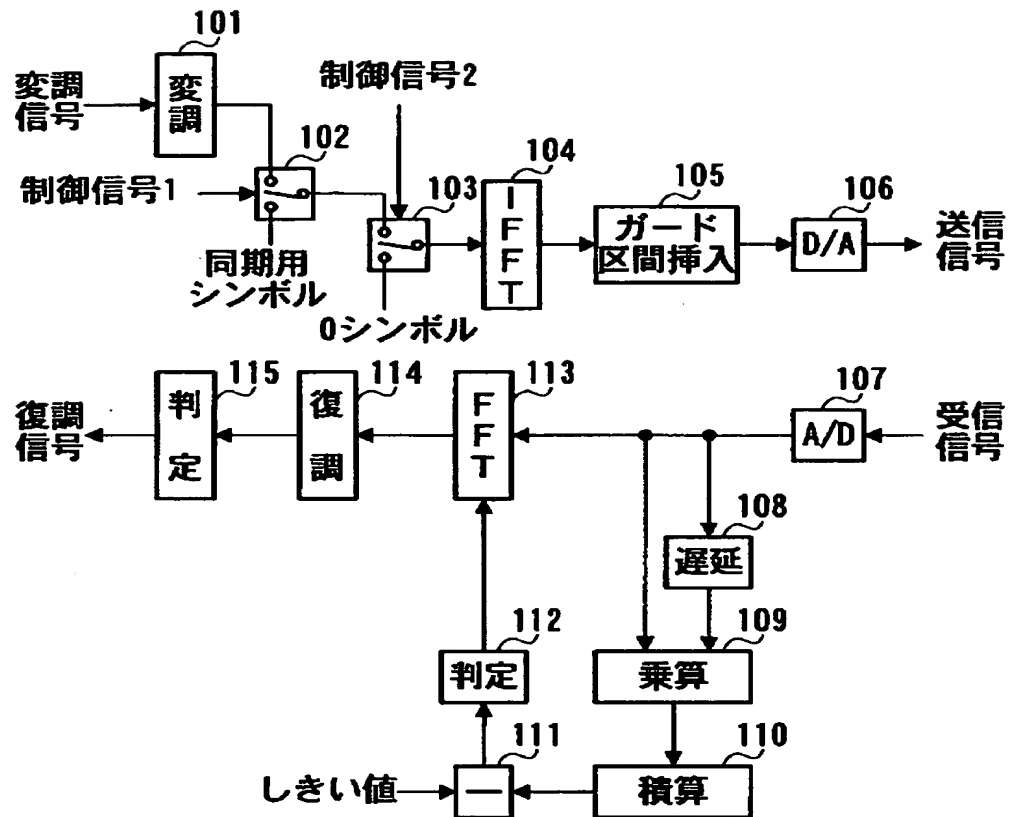 101
変調
信号
変調
制御信号2
102
制御信号1
同期用
シンボル
103
0シンボル
104
IFFT
105
ガード
区間挿入
106
D/A
送信
信号
115
判定
復調
信号
114
復調
113
FFT
107
A/D
受信
信号
108
遅延
109
乗算
112
判定
110
積算
111
しきい値
ー